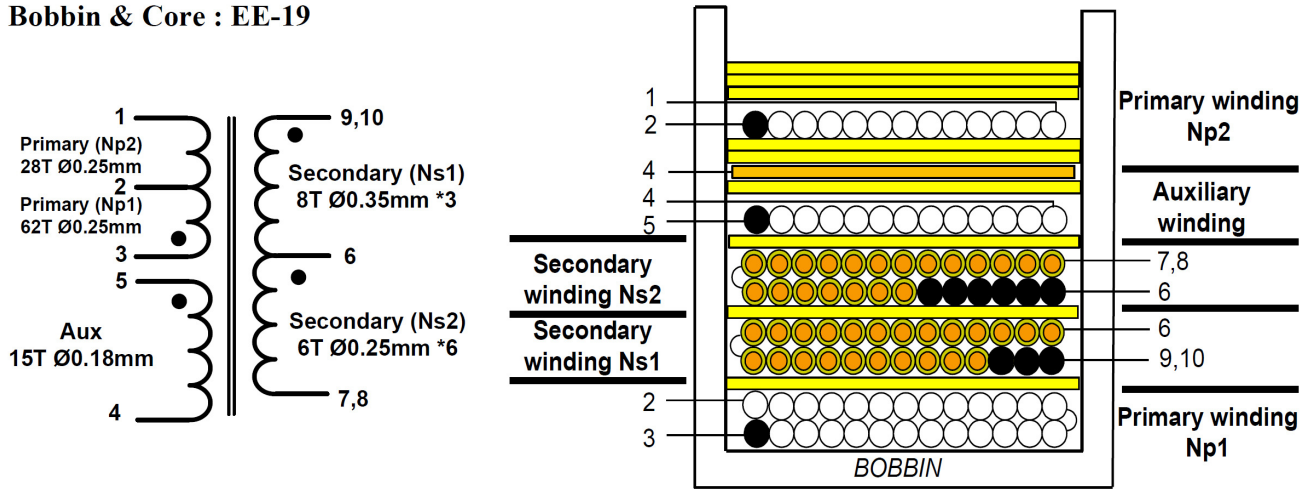 Bobbin & Core : EE-19
1
Primary (Np2)
28T Ø0.25mm
2
Primary (Np1)
62T Ø0.25mm
3
5
Aux
15T Ø0.18mm
4
9,10
Secondary (Ns1)
8T Ø0.35mm *3
6
Secondary (Ns2)
6T Ø0.25mm *6
7,8
1
2
4
4
5
Secondary
winding Ns2
Secondary
winding Ns1
2
3
Primary winding
Np2
Auxiliary
winding
7,8
6
6
9,10
Primary winding
Np1
BOBBIN